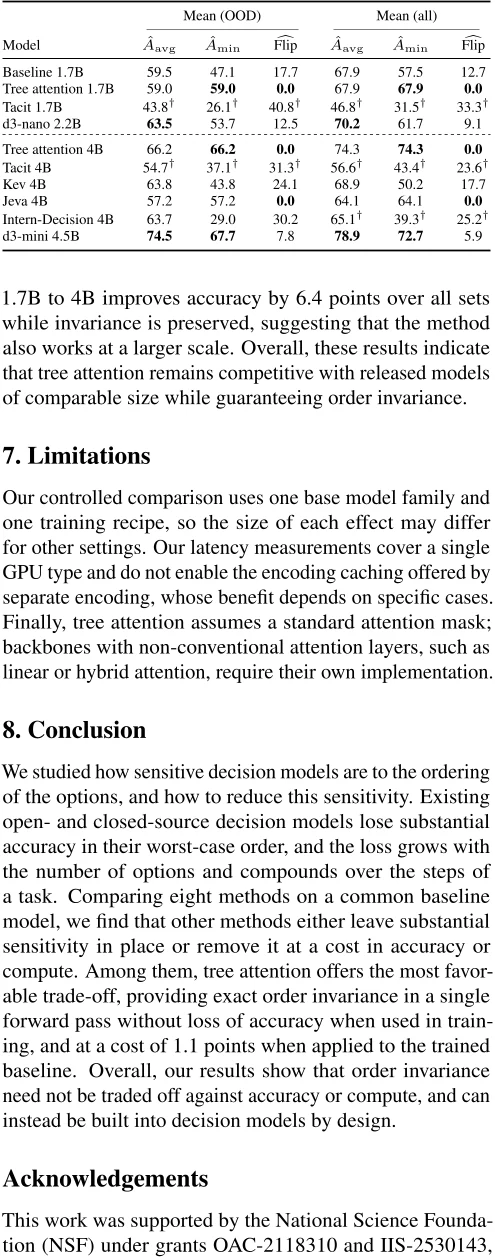 Mean (OOD) Mean (all)
Model Â_avg Â_min Flip Â_avg Â_min Flip
Baseline 1.7B 59.5 47.1 17.7 67.9 57.5 12.7
Tree attention 1.7B 59.0 59.0 0.0 67.9 67.9 0.0
Tacit 1.7B 43.8† 26.1† 40.8† 46.8† 31.5† 33.3†
d3-nano 2.2B 63.5 53.7 12.5 70.2 61.7 9.1
Tree attention 4B 66.2 66.2 0.0 74.3 74.3 0.0
Tacit 4B 54.7† 37.1† 31.3† 56.6† 43.4† 23.6†
Kev 4B 63.8 43.8 24.1 68.9 50.2 17.7
Jeva 4B 57.2 57.2 0.0 64.1 64.1 0.0
Intern-Decision 4B 63.7 29.0 30.2 65.1† 39.3† 25.2†
d3-mini 4.5B 74.5 67.7 7.8 78.9 72.7 5.9
1.7B to 4B improves accuracy by 6.4 points over all sets
while invariance is preserved, suggesting that the method
also works at a larger scale. Overall, these results indicate
that tree attention remains competitive with released models
of comparable size while guaranteeing order invariance.
7. Limitations
Our controlled comparison uses one base model family and
one training recipe, so the size of each effect may differ
for other settings. Our latency measurements cover a single
GPU type and do not enable the encoding caching offered by
separate encoding, whose benefit depends on specific cases.
Finally, tree attention assumes a standard attention mask;
backbones with non-conventional attention layers, such as
linear or hybrid attention, require their own implementation.
8. Conclusion
We studied how sensitive decision models are to the ordering
of the options, and how to reduce this sensitivity. Existing
open- and closed-source decision models lose substantial
accuracy in their worst-case order, and the loss grows with
the number of options and compounds over the steps of
a task. Comparing eight methods on a common baseline
model, we find that other methods either leave substantial
sensitivity in place or remove it at a cost in accuracy or
compute. Among them, tree attention offers the most favor-
able trade-off, providing exact order invariance in a single
forward pass without loss of accuracy when used in train-
ing, and at a cost of 1.1 points when applied to the trained
baseline. Overall, our results show that order invariance
need not be traded off against accuracy or compute, and can
instead be built into decision models by design.
Acknowledgements
This work was supported by the National Science Founda-
tion (NSF) under grants OAC-2118310 and IIS-2530143.